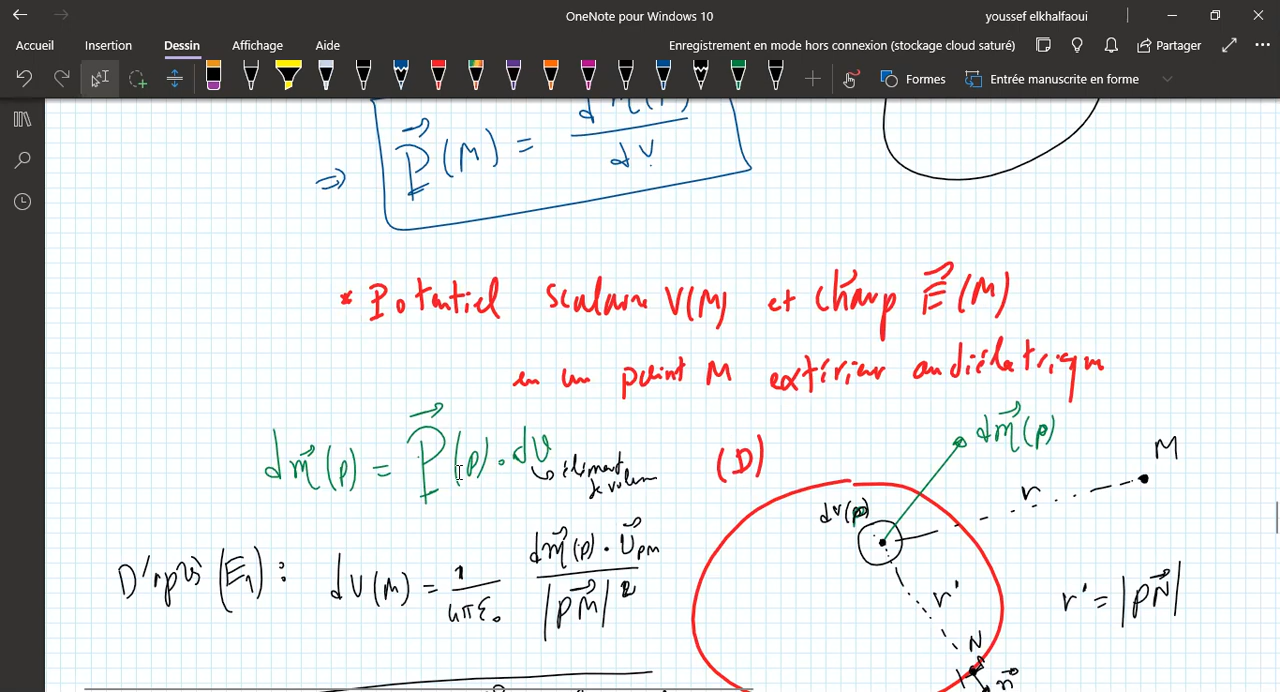 OneNote pour Windows 10
youssef elkhalfaoui
Accueil Insertion Dessin Affichage Aide
Enregistrement en mode hors connexion (stockage cloud saturé)
Partager
Formes
Entrée manuscrite en forme
⇒ P⃗(M) = dm⃗(P) / dV
* Potentiel scalaire V(M) et champ E⃗(M)
en un point M extérieur au diélectrique
dm⃗(p) = P⃗(p) . dV
↳ élément de volume
(D)
dm⃗(p)
M
r
dV(p)
D'après (E1) : dV(M) = 1/4πε₀ dm⃗(p) . U⃗PM / |PM⃗|²
r'
r' = |PN⃗|
N
n⃗